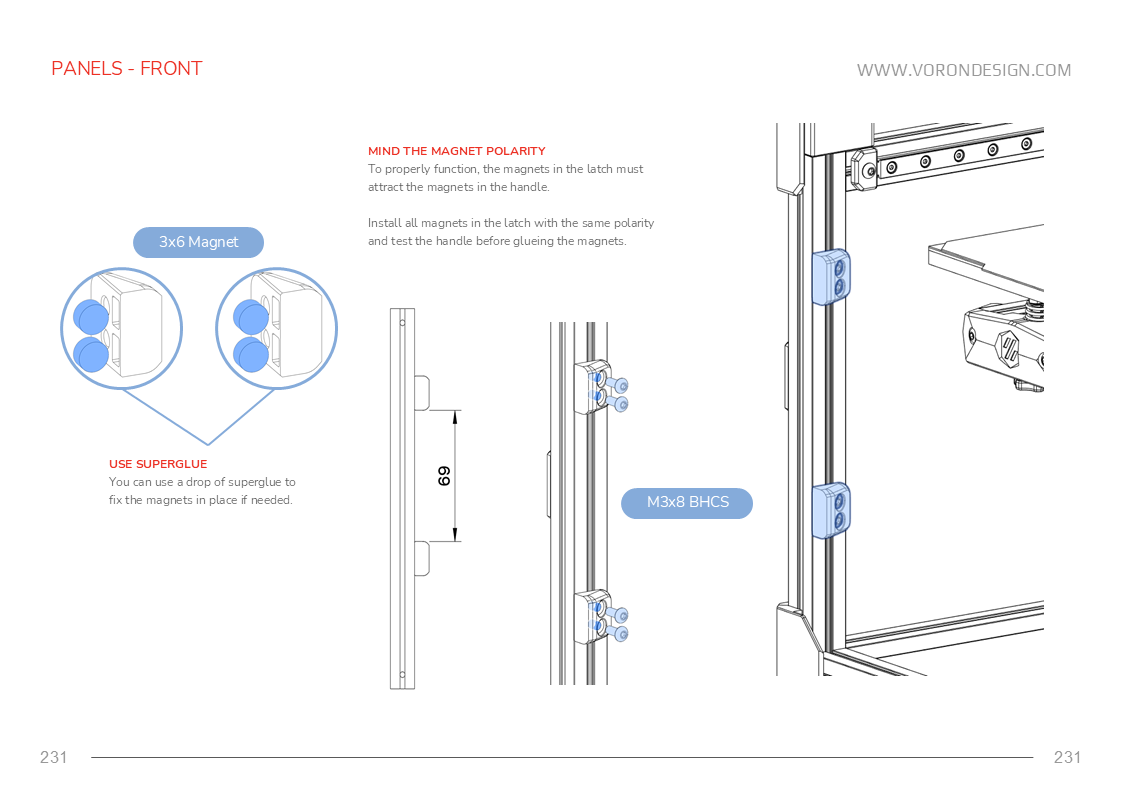 PANELS - FRONT
WWW.VORONDESIGN.COM
MIND THE MAGNET POLARITY
To properly function, the magnets in the latch must
attract the magnets in the handle.
Install all magnets in the latch with the same polarity
and test the handle before glueing the magnets.
3x6 Magnet
USE SUPERGLUE
You can use a drop of superglue to
fix the magnets in place if needed.
69
M3x8 BHCS
231
231